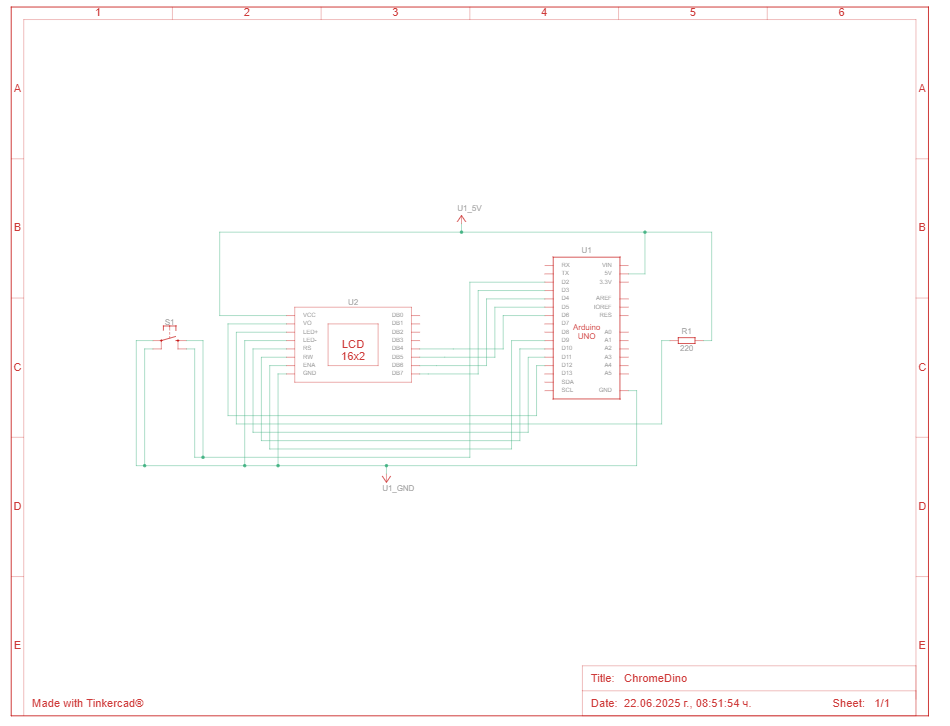 1 2 3 4 5 6
A A
U1_5V
B B
U1
RX VIN
TX 5V
D2 3.3V
D3
D4 AREF
D5 IOREF
D6 RES
D7
D8 A0
D9 A1
D10 A2
D11 A3
D12 A4
D13 A5
SDA
SCL GND
Arduino
UNO
U2
VCC DB0
VO DB1
LED+ DB2
LED- DB3
RS DB4
RW DB5
ENA DB6
GND DB7
LCD
16x2
S1
R1
220
C C
U1_GND
D D
E E
Title: ChromeDino
Made with Tinkercad®
Date: 22.06.2025 г., 08:51:54 ч. Sheet: 1/1